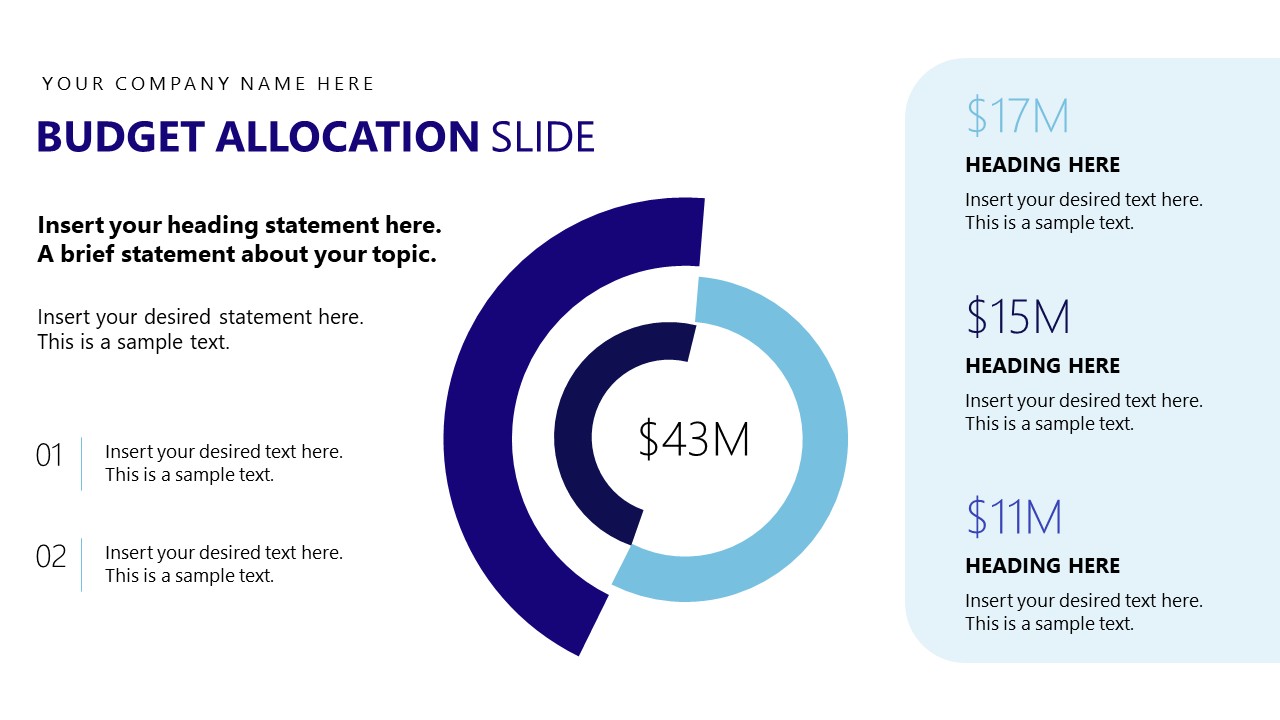 YOUR COMPANY NAME HERE
BUDGET ALLOCATION SLIDE
Insert your heading statement here.
A brief statement about your topic.
Insert your desired statement here.
This is a sample text.
01
Insert your desired text here.
This is a sample text.
02
Insert your desired text here.
This is a sample text.
$43M
$17M
HEADING HERE
Insert your desired text here.
This is a sample text.
$15M
HEADING HERE
Insert your desired text here.
This is a sample text.
$11M
HEADING HERE
Insert your desired text here.
This is a sample text.